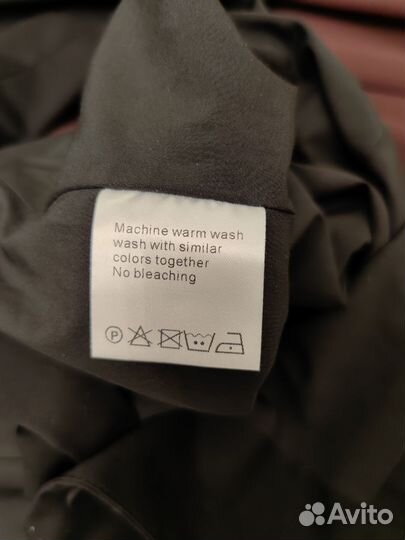 Machine warm wash
wash with similar
colors together
No bleaching
P
Avito